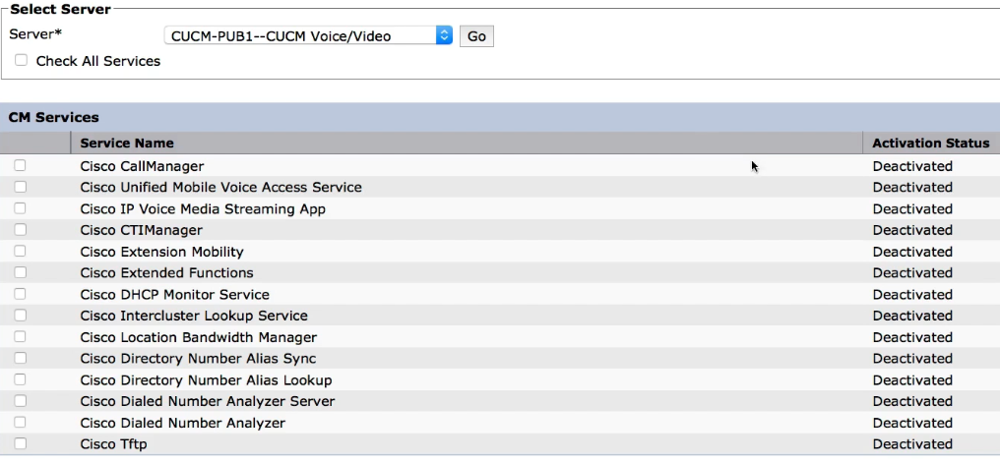 Select Server
Server* CUCM-PUB1--CUCM Voice/Video Go
Check All Services
CM Services
Service Name Activation Status
Cisco CallManager Deactivated
Cisco Unified Mobile Voice Access Service Deactivated
Cisco IP Voice Media Streaming App Deactivated
Cisco CTIManager Deactivated
Cisco Extension Mobility Deactivated
Cisco Extended Functions Deactivated
Cisco DHCP Monitor Service Deactivated
Cisco Intercluster Lookup Service Deactivated
Cisco Location Bandwidth Manager Deactivated
Cisco Directory Number Alias Sync Deactivated
Cisco Directory Number Alias Lookup Deactivated
Cisco Dialed Number Analyzer Server Deactivated
Cisco Dialed Number Analyzer Deactivated
Cisco Tftp Deactivated